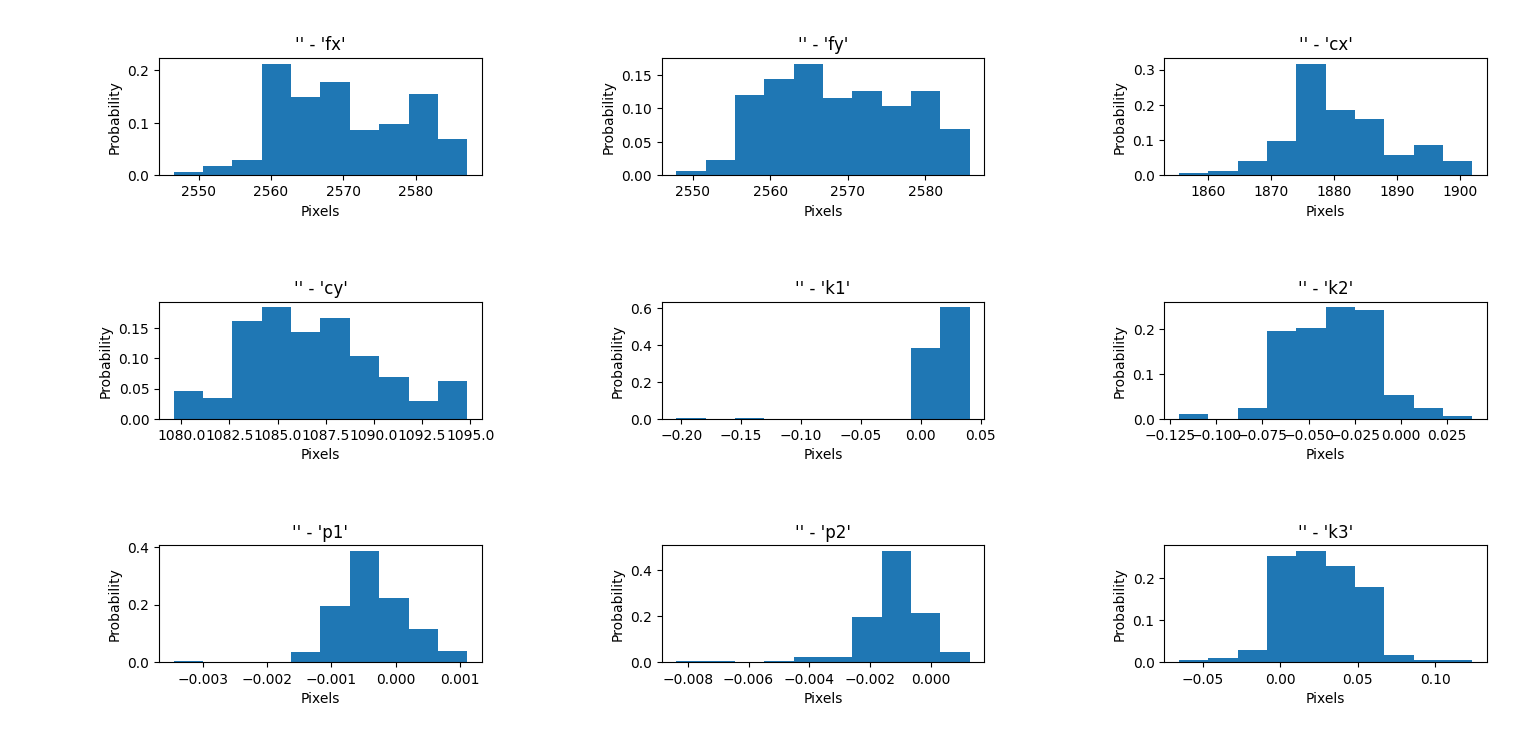 '' - 'fx' '' - 'fy' '' - 'cx'
0.2 0.1 0.0
Probability
2550 2560 2570 2580
Pixels
0.15 0.10 0.05 0.00
Probability
2550 2560 2570 2580
Pixels
0.3 0.2 0.1 0.0
Probability
1860 1870 1880 1890 1900
Pixels
'' - 'cy' '' - 'k1' '' - 'k2'
0.15 0.10 0.05 0.00
Probability
1080.0 1082.5 1085.0 1087.5 1090.0 1092.5 1095.0
Pixels
0.6 0.4 0.2 0.0
Probability
−0.20 −0.15 −0.10 −0.05 0.00 0.05
Pixels
0.2 0.1 0.0
Probability
−0.125 −0.100 −0.075 −0.050 −0.025 0.000 0.025
Pixels
'' - 'p1' '' - 'p2' '' - 'k3'
0.4 0.2 0.0
Probability
−0.003 −0.002 −0.001 0.000 0.001
Pixels
0.4 0.2 0.0
Probability
−0.008 −0.006 −0.004 −0.002 0.000
Pixels
0.2 0.1 0.0
Probability
−0.05 0.00 0.05 0.10
Pixels